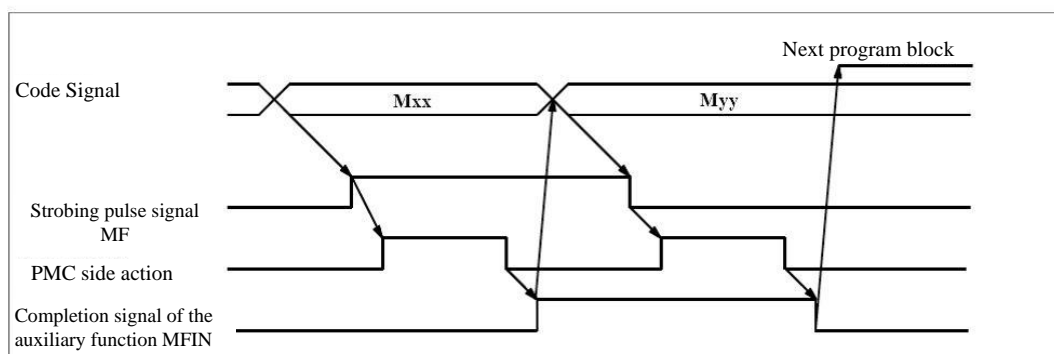 Next program block
Code Signal
Mxx
Myy
Strobing pulse signal
MF
PMC side action
Completion signal of the
auxiliary function MFIN